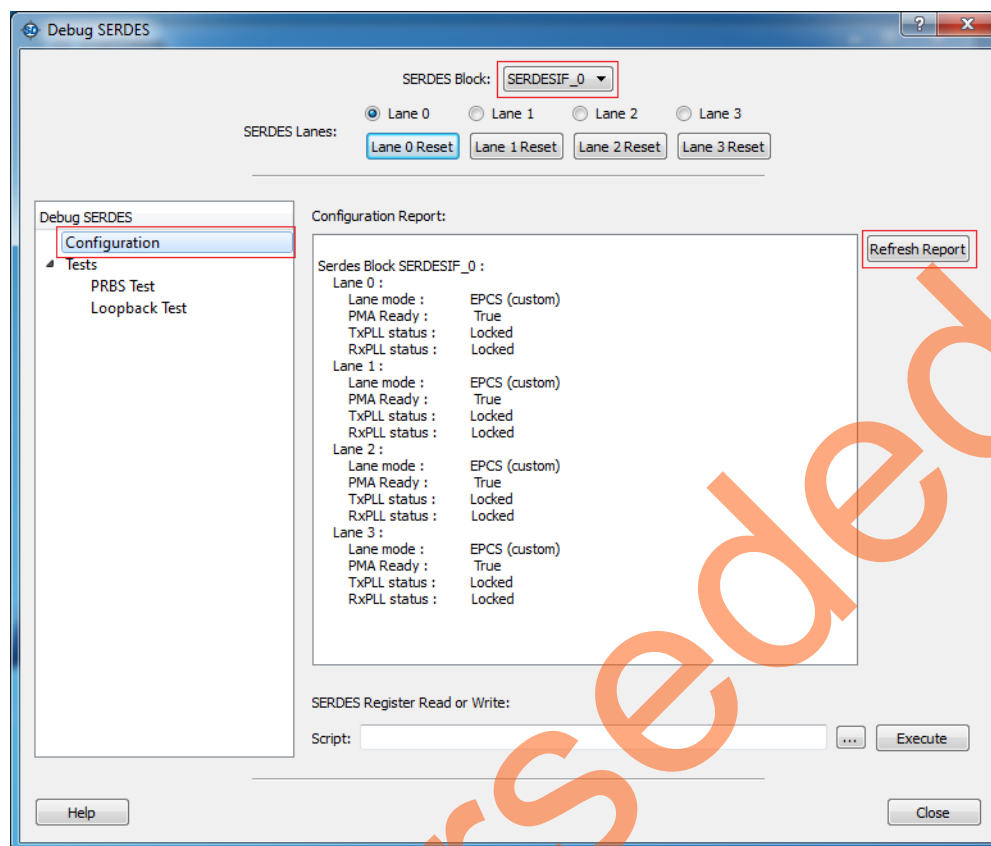 Debug SERDES
?
X
SERDES Block: SERDESIF_0
SERDES Lanes:
Lane 0 Lane 1 Lane 2 Lane 3
Lane 0 Reset Lane 1 Reset Lane 2 Reset Lane 3 Reset
Debug SERDES
Configuration
Tests
PRBS Test
Loopback Test
Configuration Report:
Refresh Report
Serdes Block SERDESIF_0 :
Lane 0 :
Lane mode : EPCS (custom)
PMA Ready : True
TxPLL status : Locked
RxPLL status : Locked
Lane 1 :
Lane mode : EPCS (custom)
PMA Ready : True
TxPLL status : Locked
RxPLL status : Locked
Lane 2 :
Lane mode : EPCS (custom)
PMA Ready : True
TxPLL status : Locked
RxPLL status : Locked
Lane 3 :
Lane mode : EPCS (custom)
PMA Ready : True
TxPLL status : Locked
RxPLL status : Locked
SERDES Register Read or Write:
Script: ... Execute
Help Close